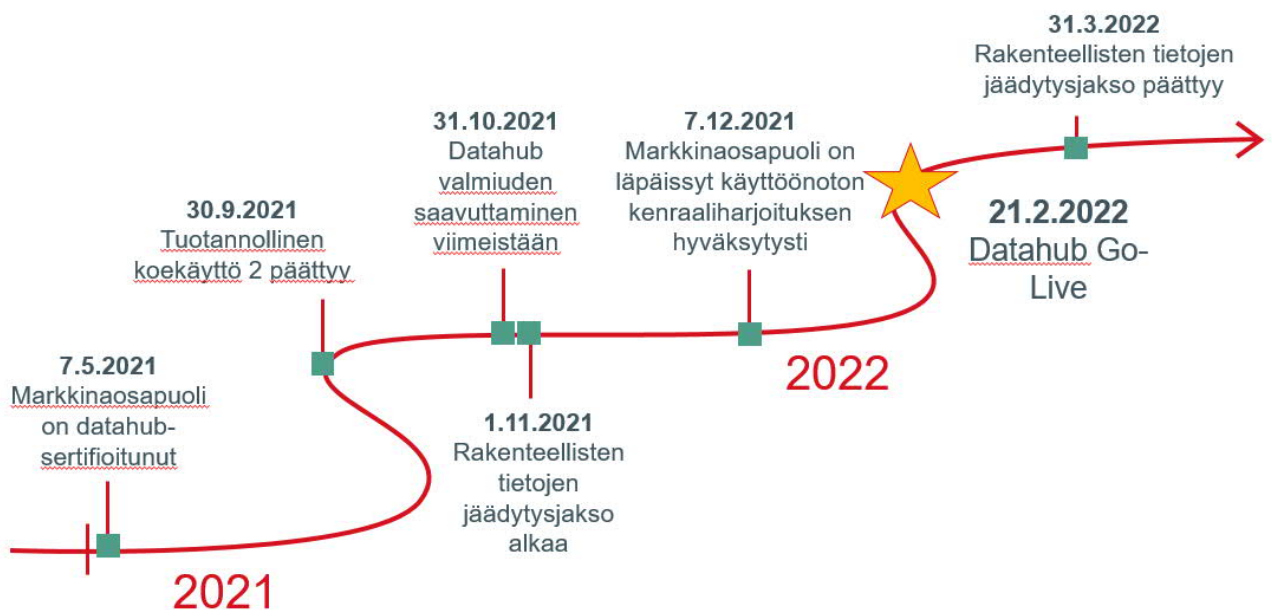 7.5.2021
Markkinaosapuoli
on datahub-
sertifioitunut
30.9.2021
Tuotannollinen
koekäyttö 2 päättyy
31.10.2021
Datahub
valmiuden
saavuttaminen
viimeistään
1.11.2021
Rakenteellisten
tietojen
jäädytysjakso
alkaa
7.12.2021
Markkinaosapuoli on
läpäissyt käyttöönoton
kenraaliharjoituksen
hyväksytysti
21.2.2022
Datahub Go-
Live
31.3.2022
Rakenteellisten tietojen
jäädytysjakso päättyy
2021
2022